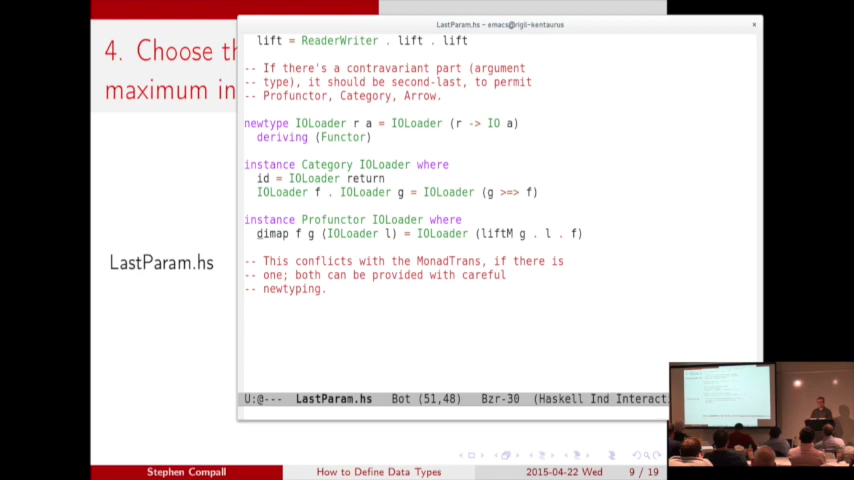 LastParam.hs – emacs@rigli-kentaurus
4. Choose th
maximum in
lift = ReaderWriter . lift . lift
-- If there's a contravariant part (argument
-- type), it should be second-last, to permit
-- Profunctor, Category, Arrow.
newtype IOLoader r a = IOLoader (r -> IO a)
deriving (Functor)
instance Category IOLoader where
id = IOLoader return
IOLoader f . IOLoader g = IOLoader (g >=> f)
instance Profunctor IOLoader where
dimap f g (IOLoader l) = IOLoader (liftM g . l . f)
-- This conflicts with the MonadTrans, if there is
-- one; both can be provided with careful
-- newtyping.
LastParam.hs
U:@--- LastParam.hs Bot (51,48) Bzr-30 (Haskell Ind Interacti
Stephen Compall How to Define Data Types 2015-04-22 Wed 9 / 19